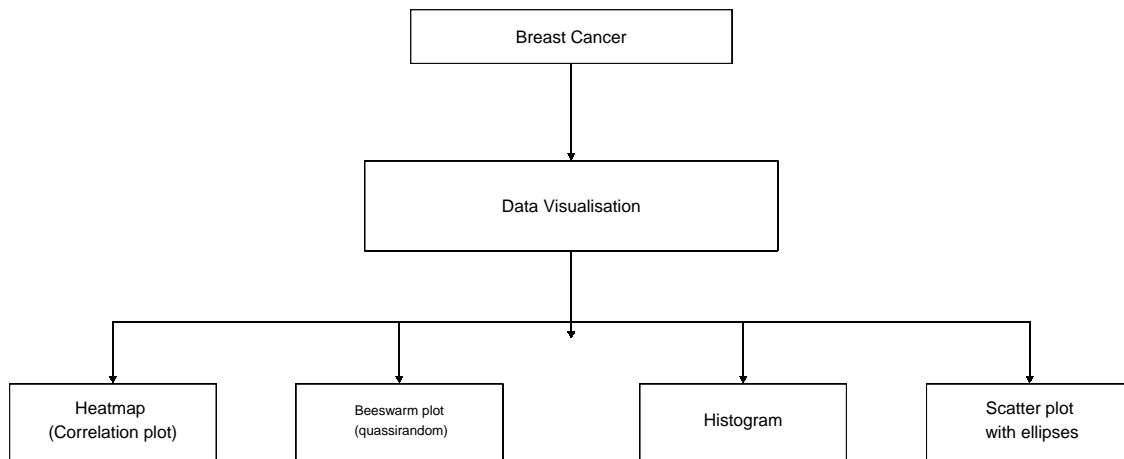 Breast Cancer
Data Visualisation
Heatmap
(Correlation plot)
Beeswarm plot
(quassirandom)
Histogram
Scatter plot
with ellipses